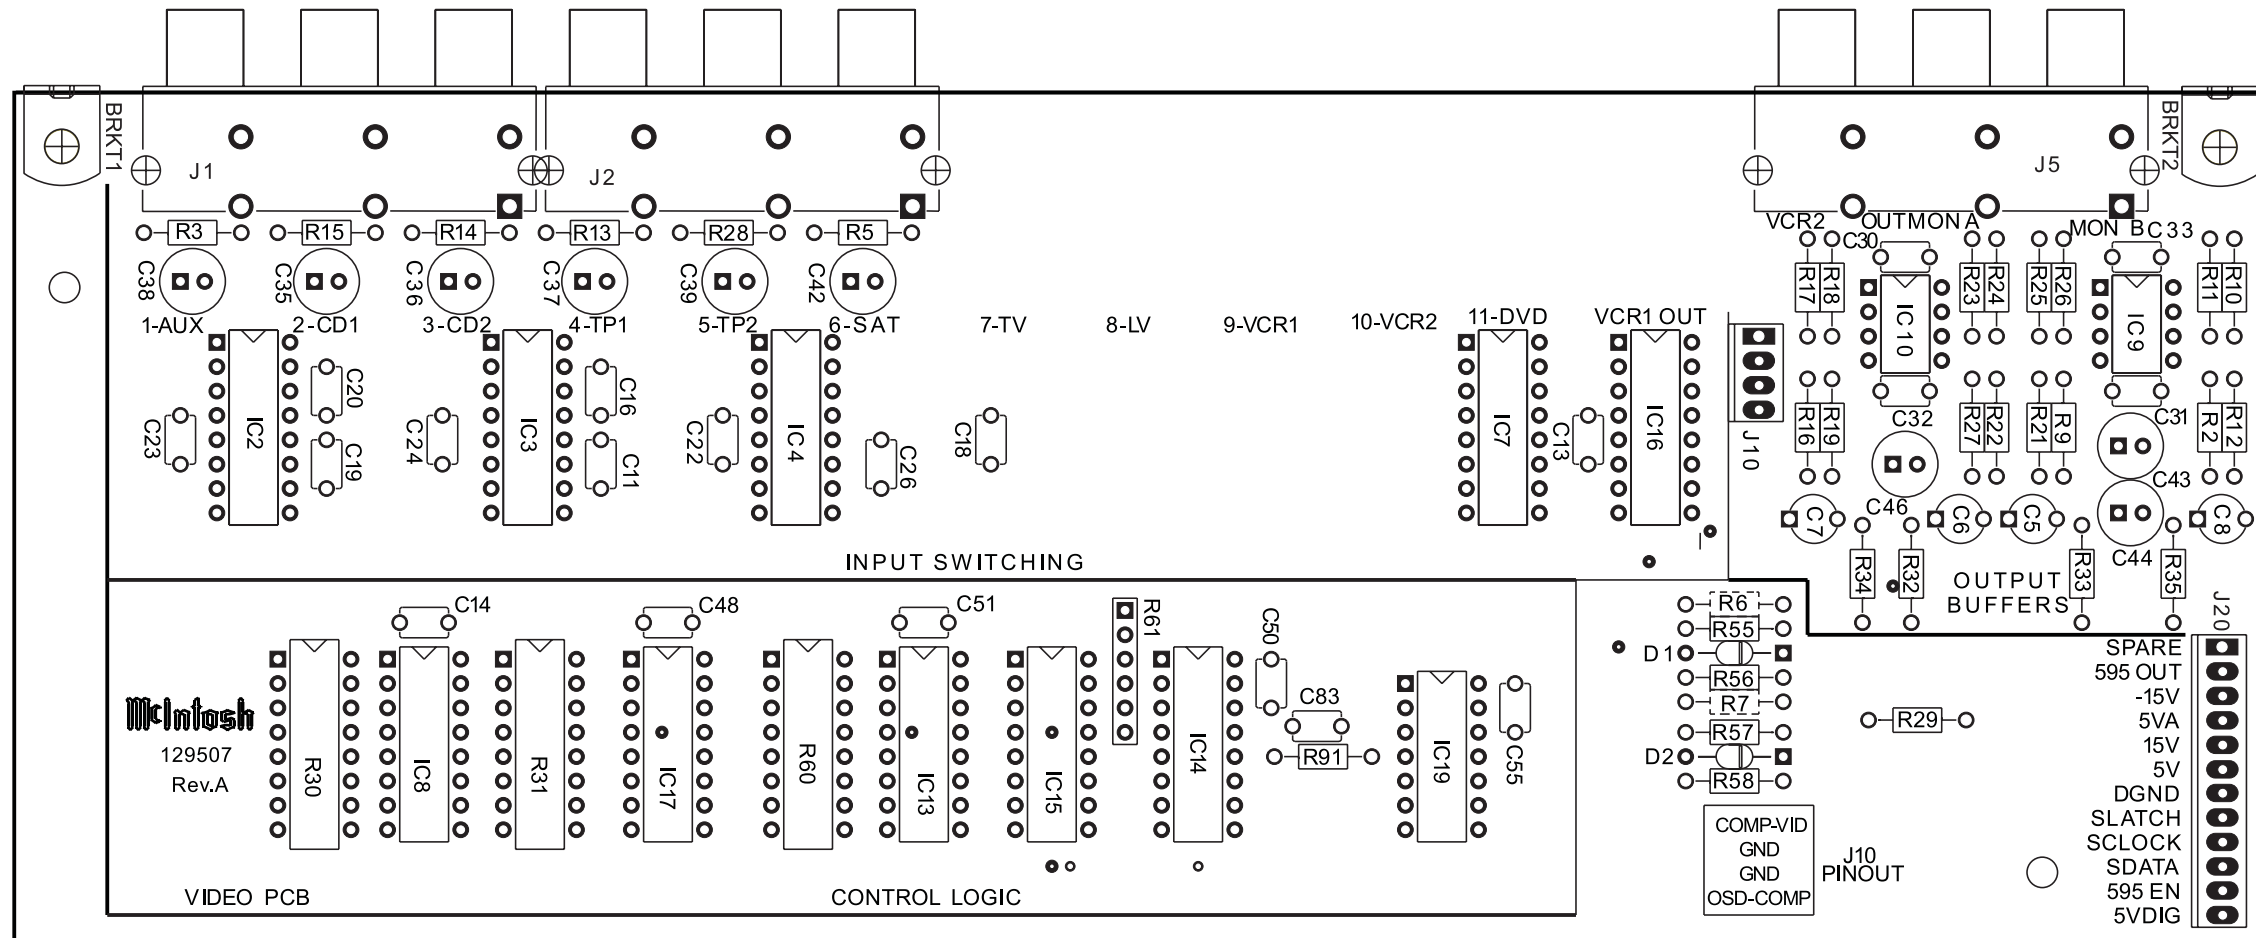 BRKT1
J1
J2
J5
BRKT2
R3
R15
R14
R13
R28
R5
VCR2
OUTMON A
MON B
C30
C33
C38
C35
C36
C37
C39
C42
R17
R18
IC10
R23
R24
R25
R26
IC9
R11
R10
1-AUX
2-CD1
3-CD2
4-TP1
5-TP2
6-SAT
7-TV
8-LV
9-VCR1
10-VCR2
11-DVD
VCR1 OUT
C23
IC2
C20
C19
C24
IC3
C16
C11
C22
IC4
C26
C18
IC7
C13
IC16
J10
R16
R19
C32
R27
R22
R21
R9
C31
R2
R12
C43
C46
C7
C6
C5
C8
C44
R34
R32
R33
R35
INPUT SWITCHING
OUTPUT
BUFFERS
C14
C48
C51
R61
C50
R6
R55
D1
R56
R7
R57
D2
R58
R29
J20
SPARE
595 OUT
-15V
5VA
15V
5V
DGND
SLATCH
SCLOCK
SDATA
595 EN
5VDIG
McIntosh
129507
Rev.A
R30
IC8
R31
IC17
R60
IC13
IC15
IC14
C83
R91
IC19
C55
COMP-VID
GND
GND
OSD-COMP
J10
PINOUT
VIDEO PCB
CONTROL LOGIC